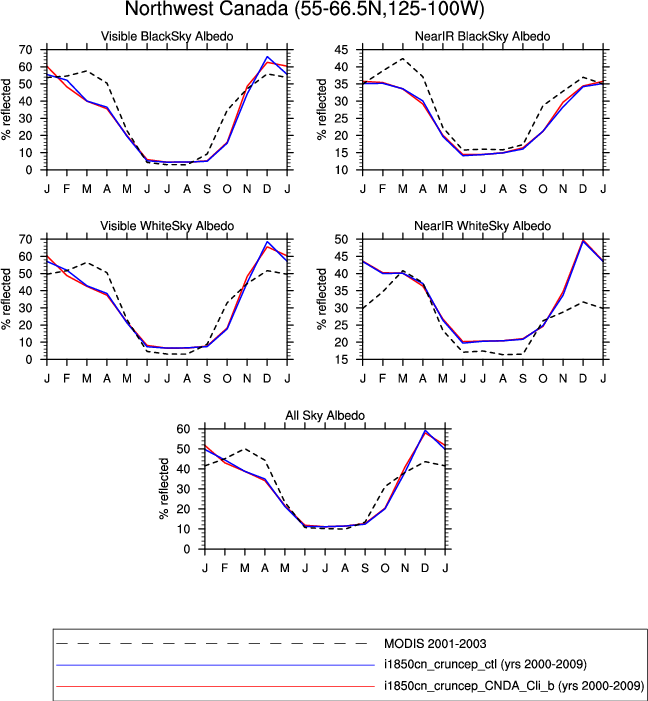 Northwest Canada (55-66.5N,125-100W)
Visible BlackSky Albedo
% reflected
70
60
50
40
30
20
10
0
J F M A M J J A S O N D J
NearIR BlackSky Albedo
% reflected
45
40
35
30
25
20
15
10
J F M A M J J A S O N D J
Visible WhiteSky Albedo
% reflected
70
60
50
40
30
20
10
0
J F M A M J J A S O N D J
NearIR WhiteSky Albedo
% reflected
50
45
40
35
30
25
20
15
J F M A M J J A S O N D J
All Sky Albedo
% reflected
60
50
40
30
20
10
0
J F M A M J J A S O N D J
MODIS 2001-2003
i1850cn_cruncep_ctl (yrs 2000-2009)
i1850cn_cruncep_CNDA_Cli_b (yrs 2000-2009)